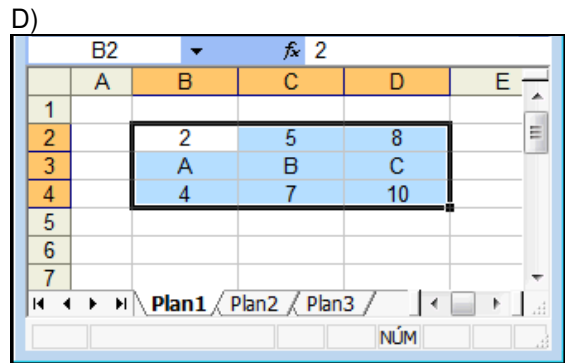 D)
B2 fx 2
A B C D E
1
2 2 5 8
3 A B C
4 4 7 10
5
6
7
Plan1 Plan2 Plan3
NÚM